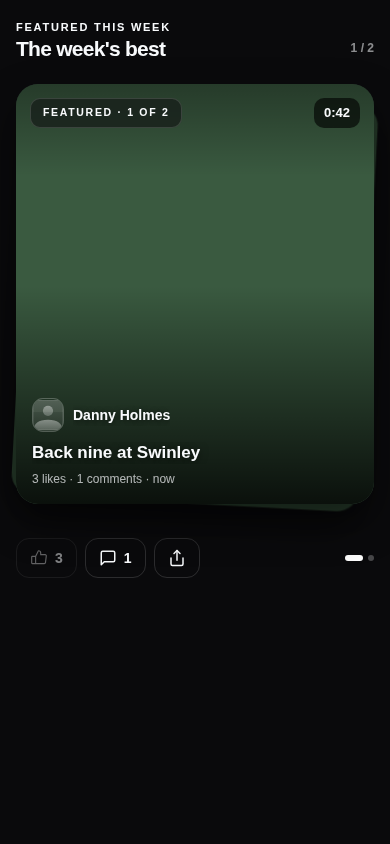 FEATURED THIS WEEK
The week's best
1 / 2
FEATURED · 1 OF 2
0:42
Danny Holmes
Back nine at Swinley
3 likes · 1 comments · now
3
1